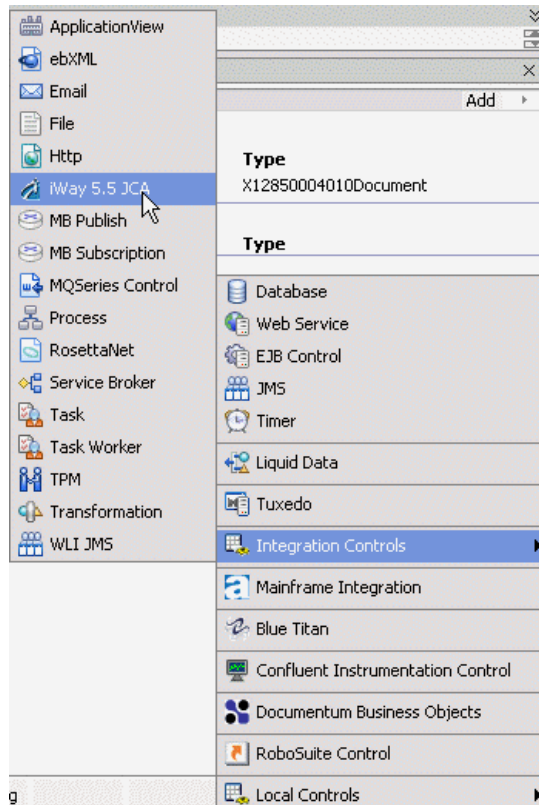 ApplicationView
ebXML
Email
File
Http
iWay 5.5 JCA
MB Publish
MB Subscription
MQSeries Control
Process
RosettaNet
Service Broker
Task
Task Worker
TPM
Transformation
WLI JMS
Add
Type
X12850004010Document
Type
Database
Web Service
EJB Control
JMS
Timer
Liquid Data
Tuxedo
Integration Controls
Mainframe Integration
Blue Titan
Confluent Instrumentation Control
Documentum Business Objects
RoboSuite Control
Local Controls
g